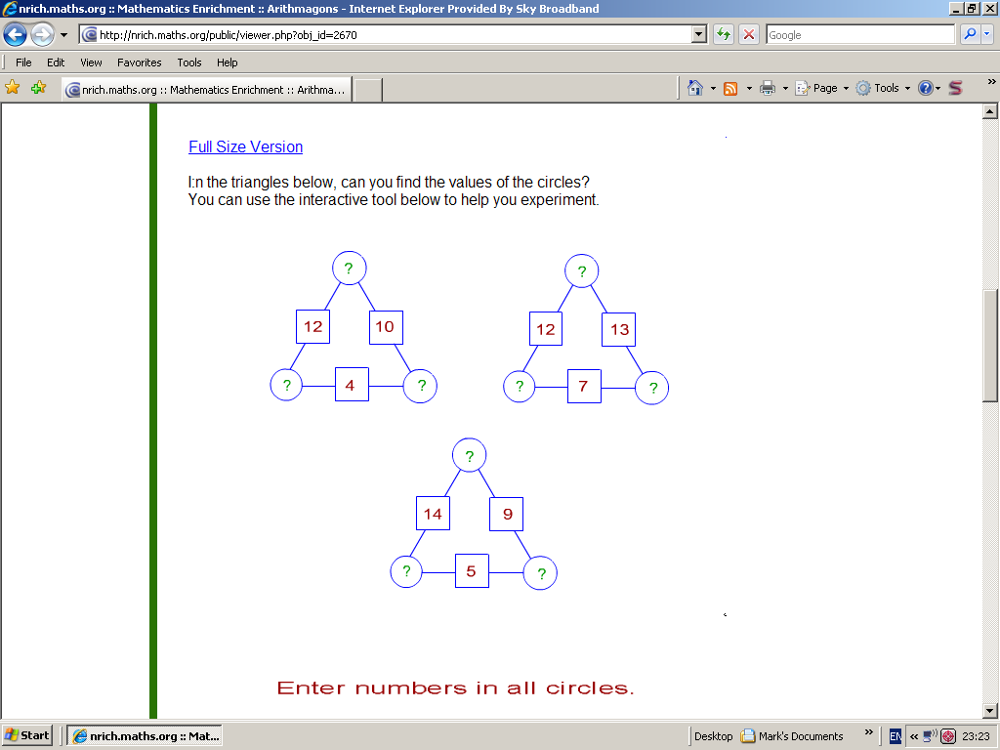 nrich.maths.org :: Mathematics Enrichment :: Arithmagons - Internet Explorer Provided By Sky Broadband
http://nrich.maths.org/public/viewer.php?obj_id=2670
Google
File Edit View Favorites Tools Help
nrich.maths.org :: Mathematics Enrichment :: Arithma...
Page Tools
Full Size Version
I:n the triangles below, can you find the values of the circles?
You can use the interactive tool below to help you experiment.
? ?
12 10 12 13
? 4 ? ? 7 ?
?
14 9
? 5 ?
Enter numbers in all circles.
Start nrich.maths.org :: Mat... Desktop Mark's Documents » EN « 23:23